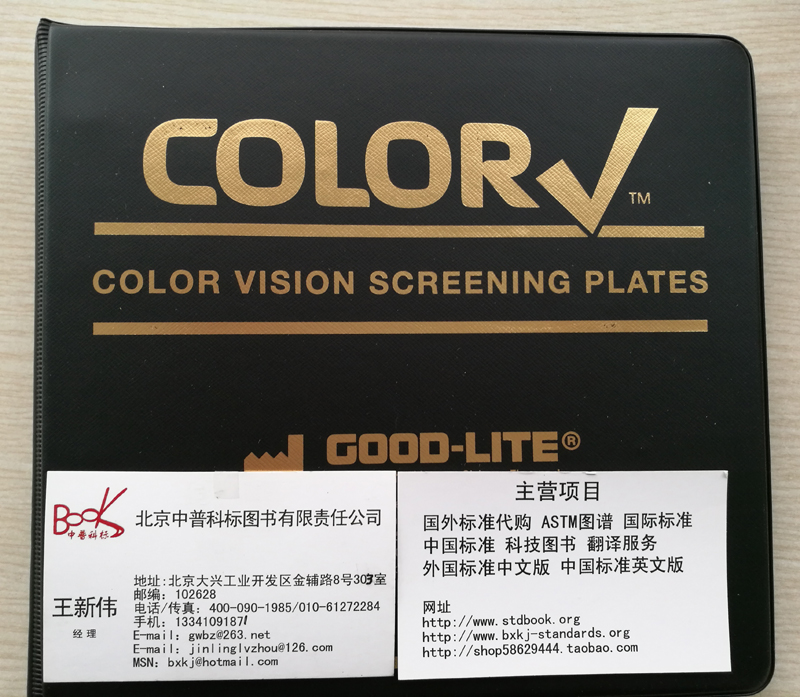 COLOR
TM
COLOR VISION SCREENING PLATES
GOOD-LITE®
BOOK
中普科标
北京中普科标图书有限责任公司
王新伟
经理
地址:北京大兴工业开发区金辅路8号303室
邮编: 102628
电话/传真: 400-090-1985/010-61272284
手机: 13341091871
E-mail: gwbz@263.net
E-mail: jinlinglvzhou@126.com
MSN: bxkj@hotmail.com
主营项目
国外标准代购 ASTM图谱 国际标准
中国标准 科技图书 翻译服务
外国标准中文版 中国标准英文版
网址
http://www.stdbook.org
http://www.bxkj-standards.org
http://shop58629444.taobao.com